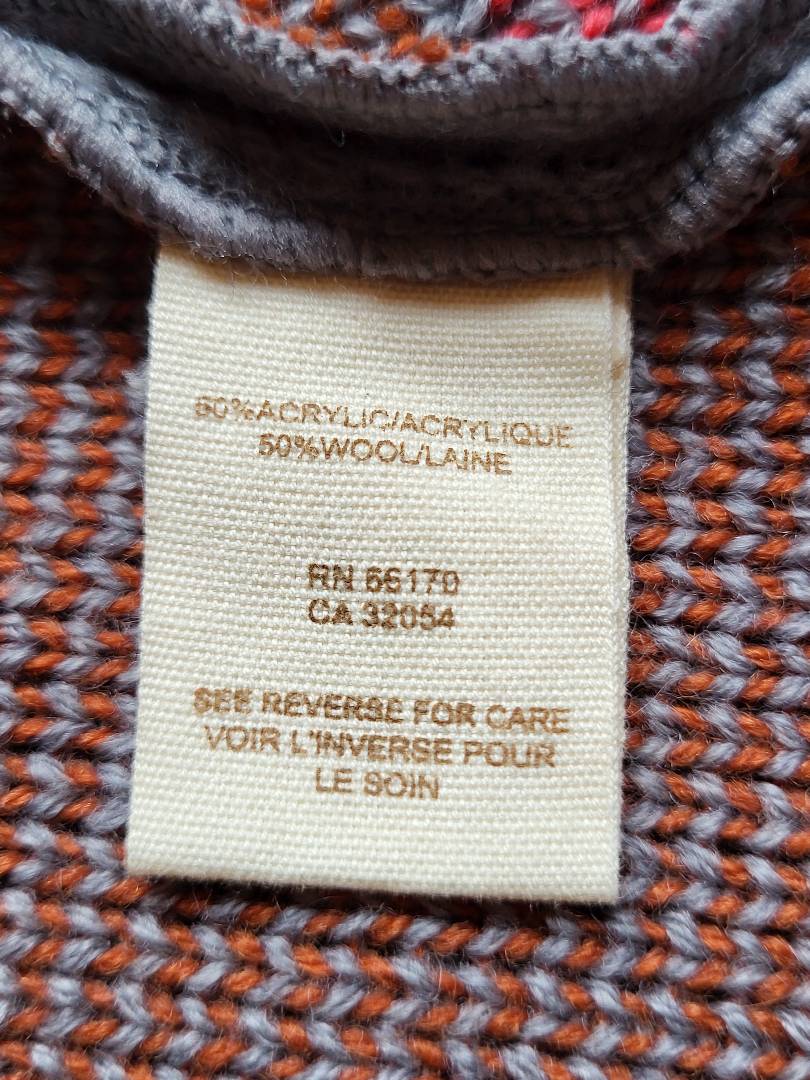 50%ACRYLIC/ACRYLIQUE
50%WOOL/LAINE
RN 66170
CA 32054
SEE REVERSE FOR CARE
VOIR L'INVERSE POUR
LE SOIN